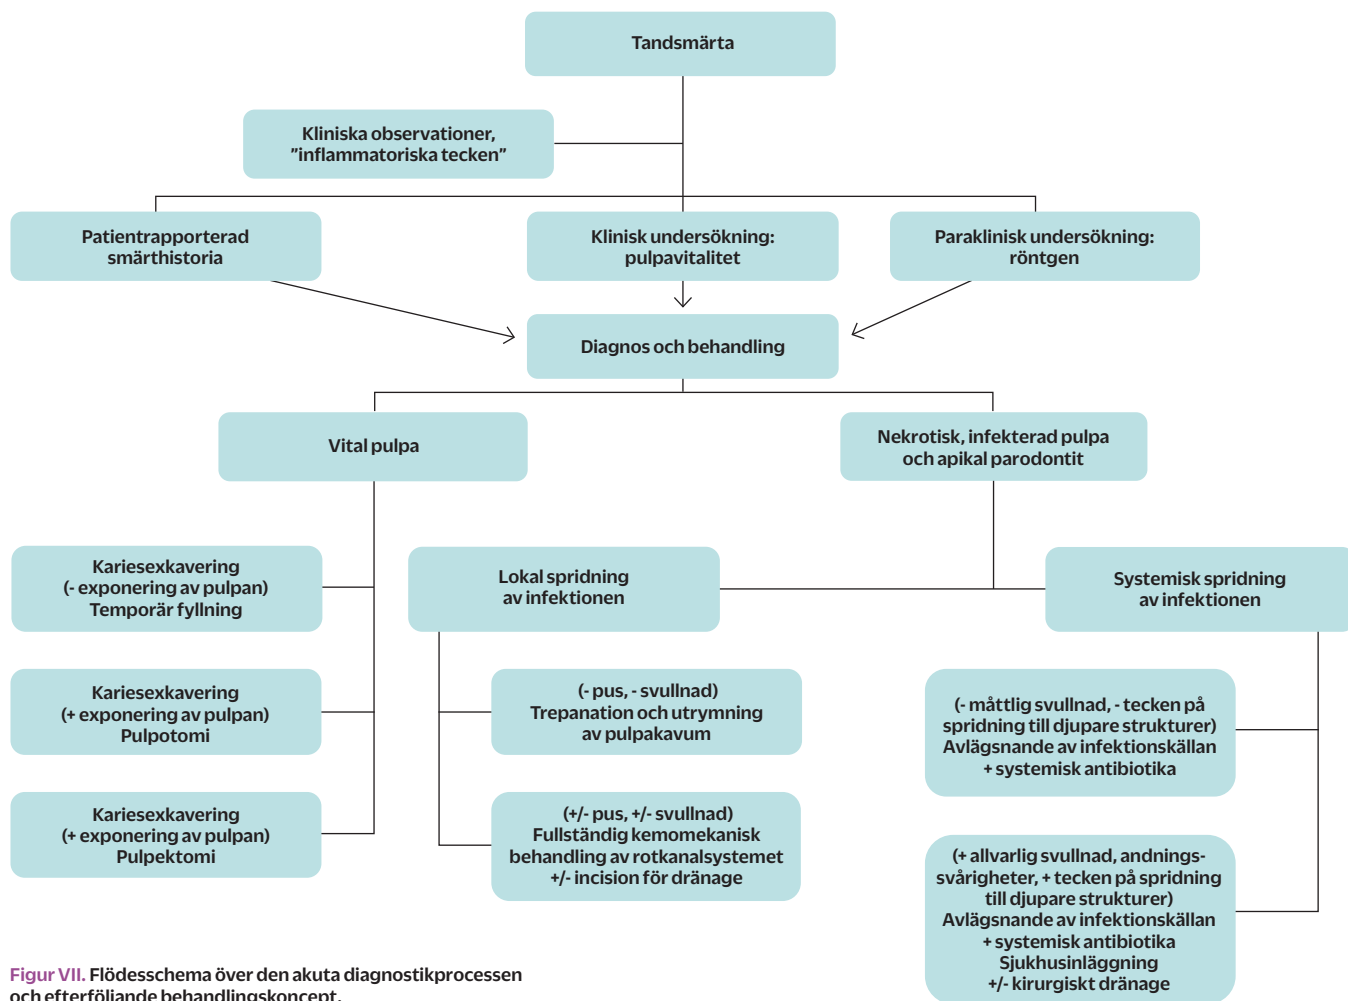 Tandsmärta
Kliniska observationer,
”inflammatoriska tecken”
Patientrapporterad
smärthistoria
Klinisk undersökning:
pulpavitalitet
Paraklinisk undersökning:
röntgen
Diagnos och behandling
Vital pulpa
Nekrotisk, infekterad pulpa
och apikal parodontit
Kariesexkavering
(- exponering av pulpan)
Temporär fyllning
Kariesexkavering
(+ exponering av pulpan)
Pulpotomi
Kariesexkavering
(+ exponering av pulpan)
Pulpektomi
Lokal spridning
av infektionen
(- pus, - svullnad)
Trepanation och utrymning
av pulpakavum
(+/- pus, +/- svullnad)
Fullständig kemomekanisk
behandling av rotkanalsystemet
+/- incision för dränage
Systemisk spridning
av infektionen
(- måttlig svullnad, - tecken på
spridning till djupare strukturer)
Avlägsnande av infektionskällan
+ systemisk antibiotika
(+ allvarlig svullnad, andnings-
svårigheter, + tecken på spridning
till djupare strukturer)
Avlägsnande av infektionskällan
+ systemisk antibiotika
Sjukhusinläggning
+/- kirurgiskt dränage
Figur VII. Flödesschema över den akuta diagnostikprocessen
och efterföljande behandlingskoncept.